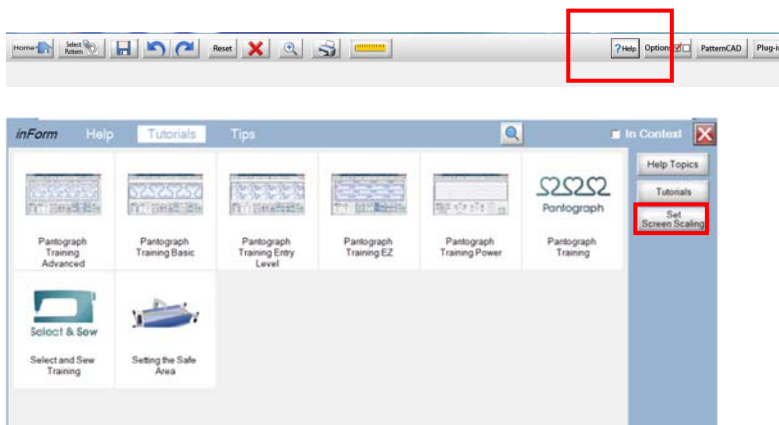 Home Select Pattern Reset ?Help Options PatternCAD Plug-i
inForm Help Tutorials Tips In Context
Help Topics
Tutorials
Set
Screen Scaling
Pantograph
Pantograph
Training
Advanced
Pantograph
Training Basic
Pantograph
Training Entry
Level
Pantograph
Training EZ
Pantograph
Training Power
Pantograph
Training
Select & Sew
Select and Sew
Training
Setting the Safe
Area